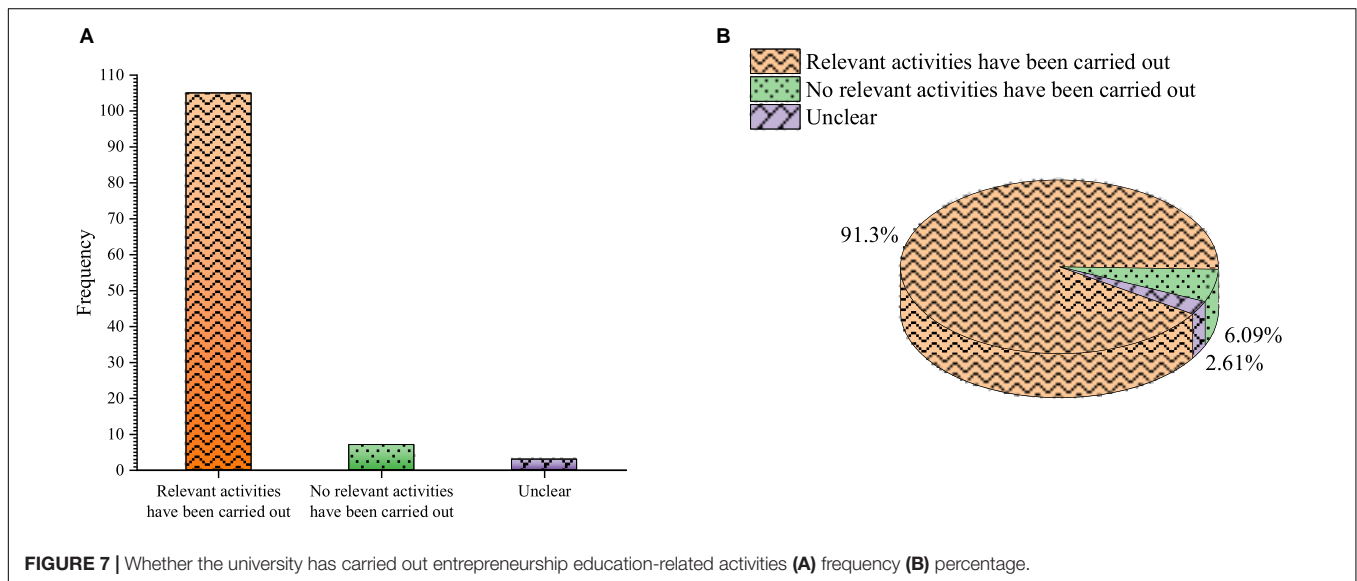 A
110
100
90
80
70
60
50
40
30
20
10
0
Frequency
Relevant activities
have been carried out
No relevant activities
have been carried out
Unclear
B
Relevant activities have been carried out
No relevant activities have been carried out
Unclear
91.3%
6.09%
2.61%
FIGURE 7 | Whether the university has carried out entrepreneurship education-related activities (A) frequency (B) percentage.